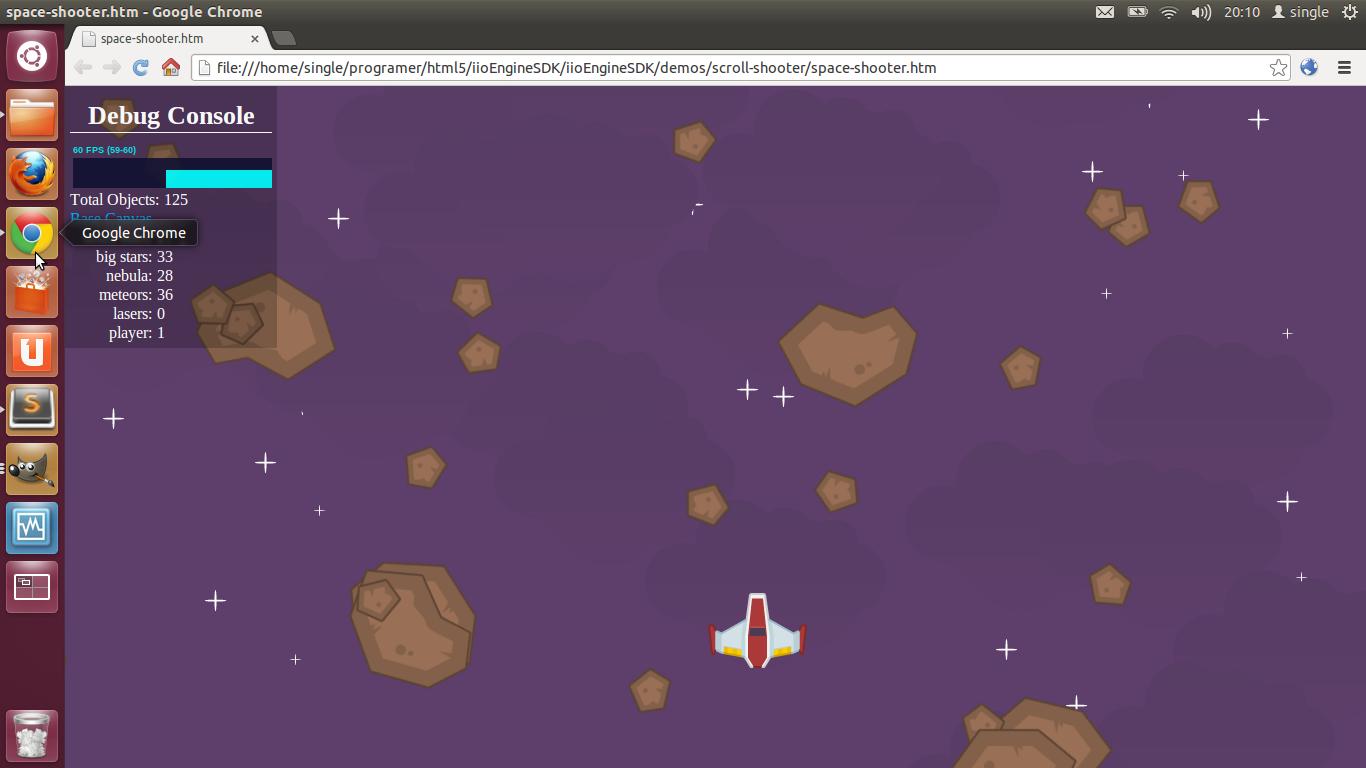 space-shooter.htm - Google Chrome
20:10
single
space-shooter.htm
file:///home/single/programer/html5/iioEngineSDK/iioEngineSDK/demos/scroll-shooter/space-shooter.htm
Debug Console
60 FPS (59-60)
Total Objects: 125
Base Canvas
Google Chrome
big stars: 33
nebula: 28
meteors: 36
lasers: 0
player: 1